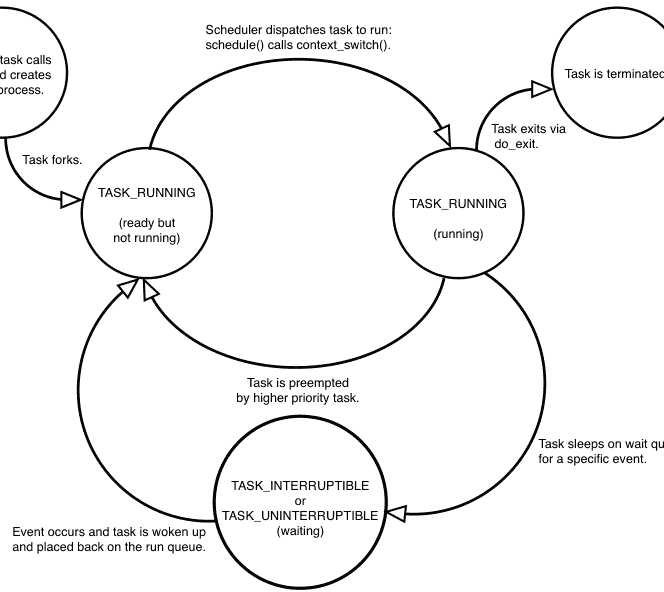 Scheduler dispatches task to run:
schedule() calls context_switch().
task calls
creates
process.
Task is terminated
Task exits via
do_exit.
Task forks.
TASK_RUNNING
(ready but
not running)
TASK_RUNNING
(running)
Task is preempted
by higher priority task.
Task sleeps on wait
for a specific event.
TASK_INTERRUPTIBLE
or
TASK_UNINTERRUPTIBLE
(waiting)
Event occurs and task is woken up
and placed back on the run queue.